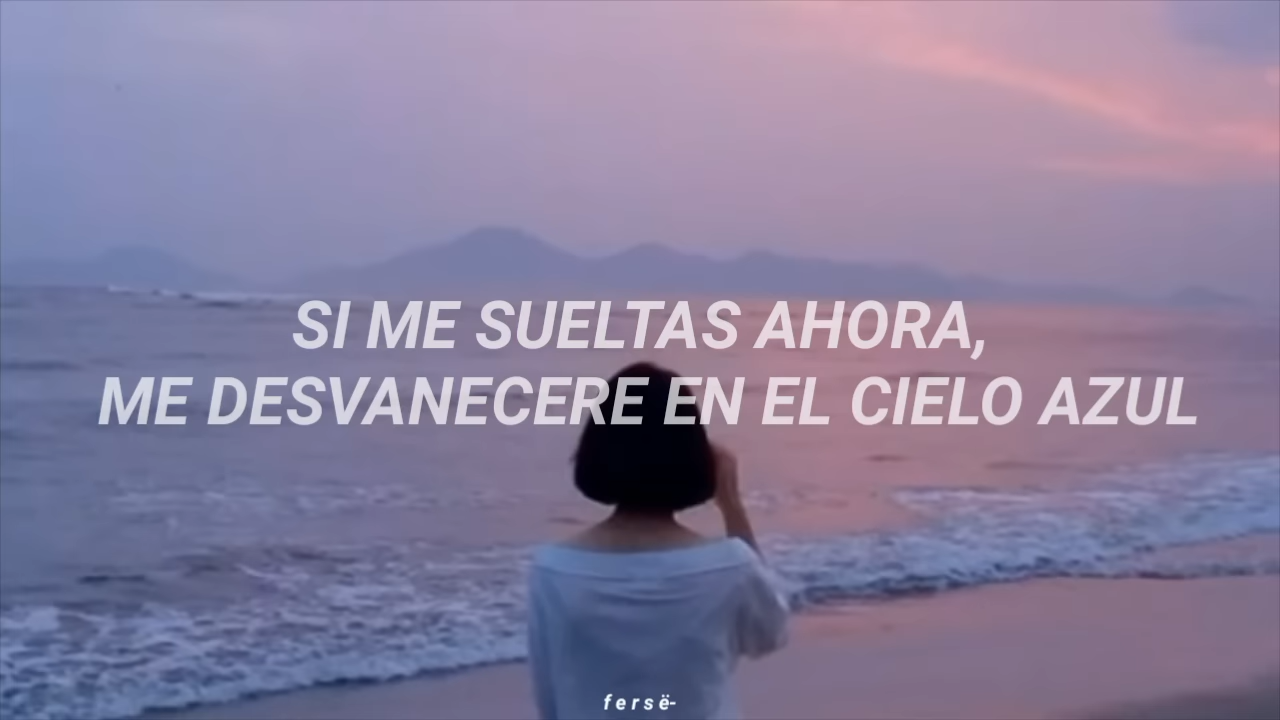 SI ME SUELTAS AHORA,
ME DESVANECERE EN EL CIELO AZUL
fersë-